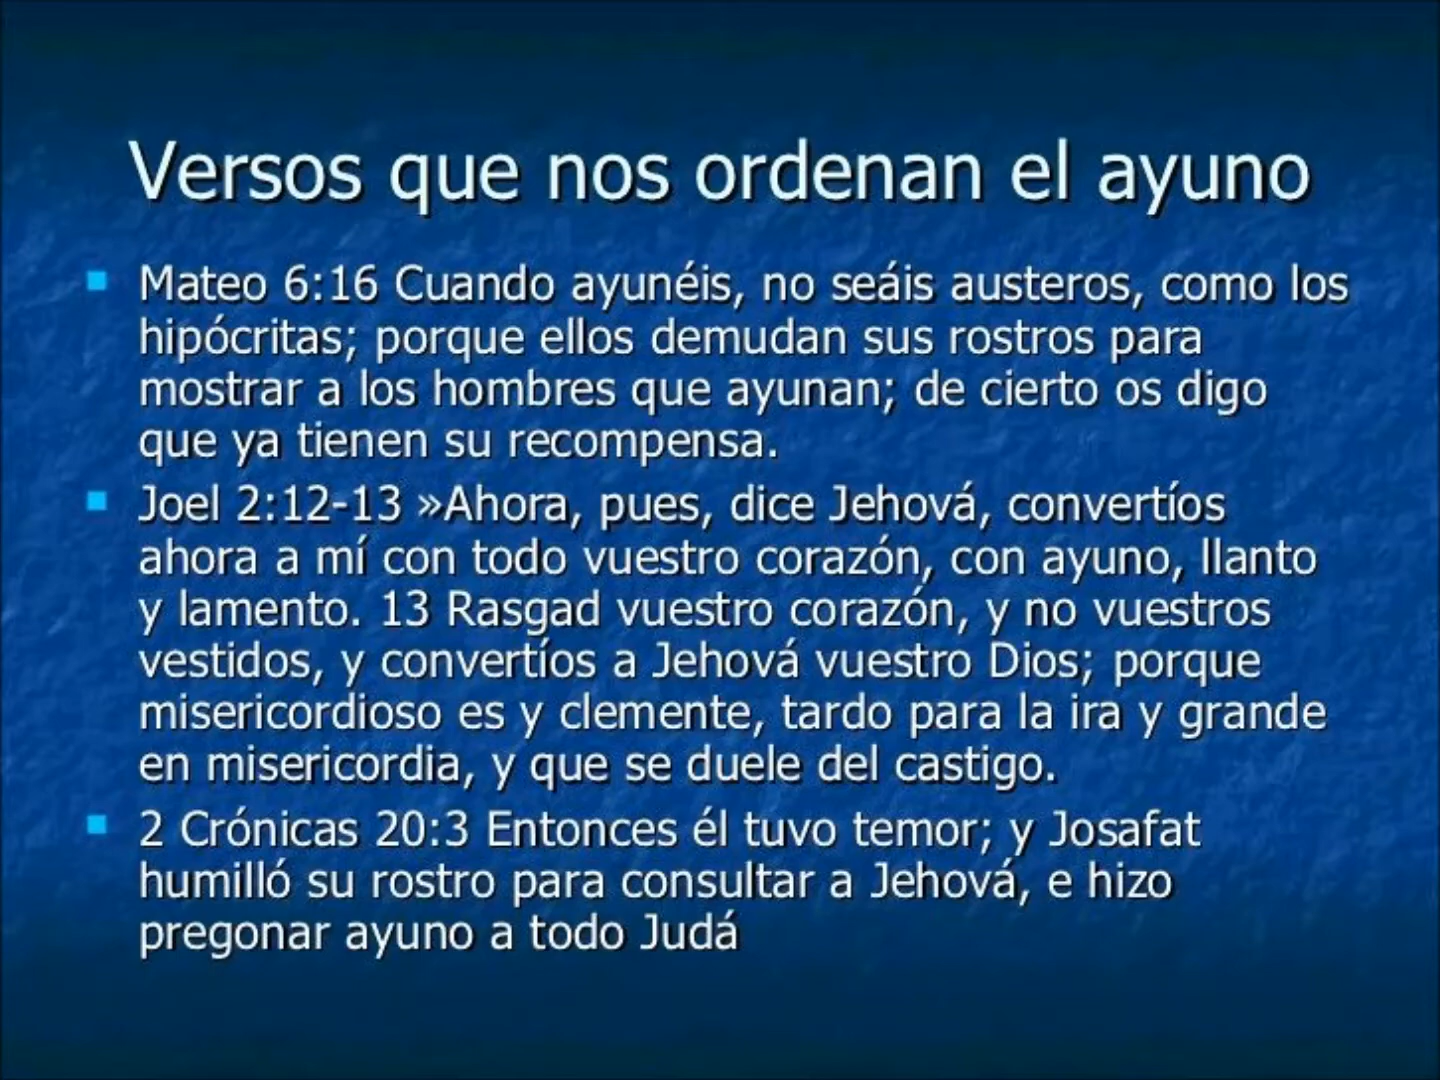 Versos que nos ordenan el ayuno
Mateo 6:16 Cuando ayunéis, no seáis austeros, como los
hipócritas; porque ellos demudan sus rostros para
mostrar a los hombres que ayunan; de cierto os digo
que ya tienen su recompensa.
Joel 2:12-13 »Ahora, pues, dice Jehová, convertíos
ahora a mí con todo vuestro corazón, con ayuno, llanto
y lamento. 13 Rasgad vuestro corazón, y no vuestros
vestidos, y convertíos a Jehová vuestro Dios; porque
misericordioso es y clemente, tardo para la ira y grande
en misericordia, y que se duele del castigo.
2 Crónicas 20:3 Entonces él tuvo temor; y Josafat
humilló su rostro para consultar a Jehová, e hizo
pregonar ayuno a todo Judá